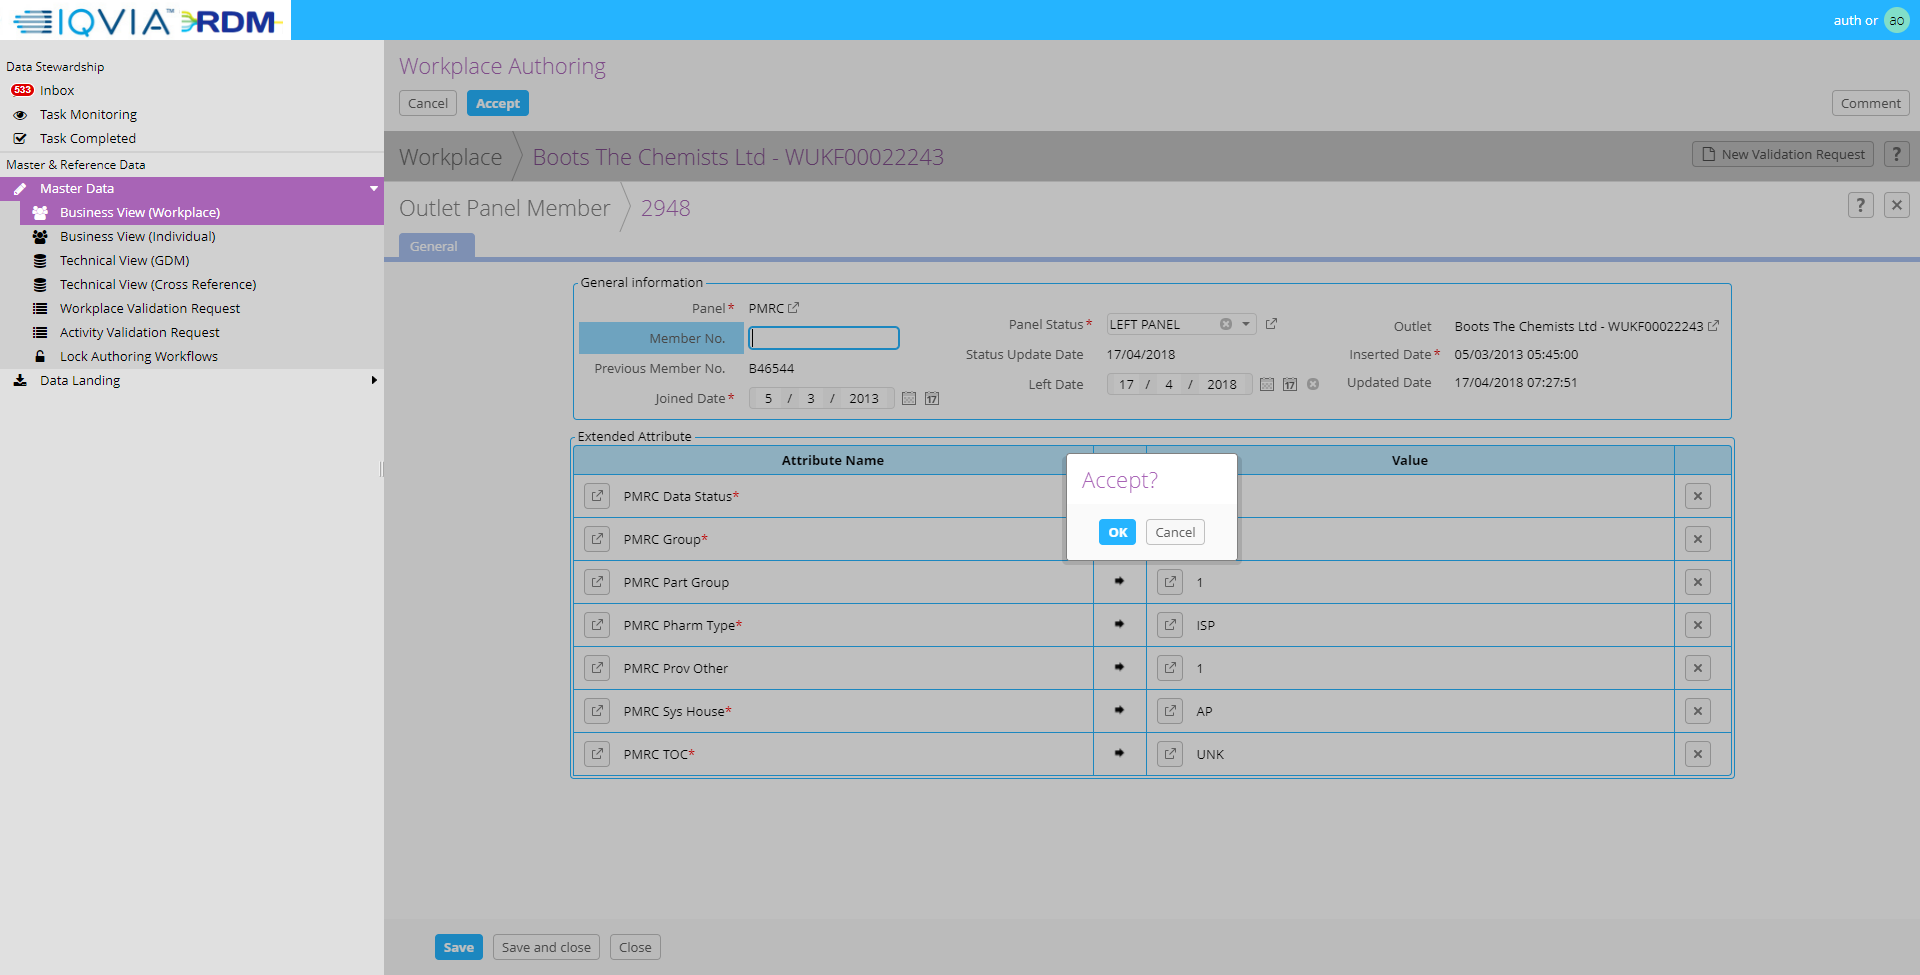 IQVIA™ RDM
auth or ao
Data Stewardship
533 Inbox
Task Monitoring
Task Completed
Master & Reference Data
Master Data
Business View (Workplace)
Business View (Individual)
Technical View (GDM)
Technical View (Cross Reference)
Workplace Validation Request
Activity Validation Request
Lock Authoring Workflows
Data Landing
Workplace Authoring
Cancel Accept Comment
Workplace Boots The Chemists Ltd - WUKF00022243 New Validation Request ?
Outlet Panel Member 2948 ?
General
General information
Panel* PMRC
Member No.
Previous Member No. B46544
Joined Date* 5 / 3 / 2013 17
Panel Status* LEFT PANEL
Status Update Date 17/04/2018
Left Date 17 / 4 / 2018 17
Outlet Boots The Chemists Ltd - WUKF00022243
Inserted Date* 05/03/2013 05:45:00
Updated Date 17/04/2018 07:27:51
Extended Attribute
Attribute Name Value
PMRC Data Status*
PMRC Group*
PMRC Part Group 1
PMRC Pharm Type* ISP
PMRC Prov Other 1
PMRC Sys House* AP
PMRC TOC* UNK
Accept?
OK Cancel
Save Save and close Close